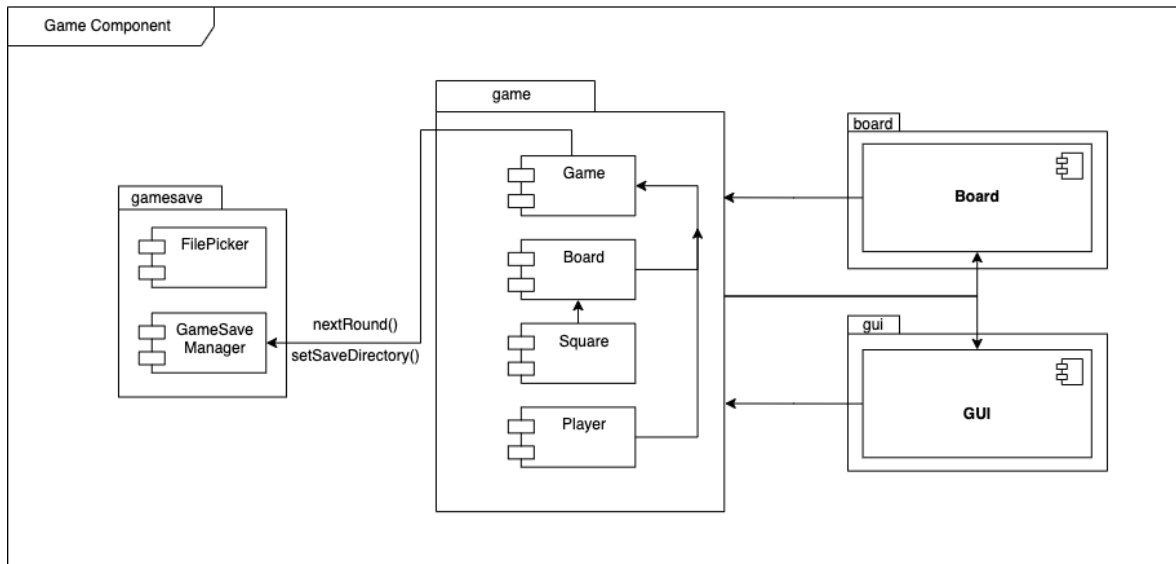 Game Component
game
Game
Board
Square
Player
gamesave
FilePicker
GameSave
Manager
nextRound()
setSaveDirectory()
board
Board
gui
GUI